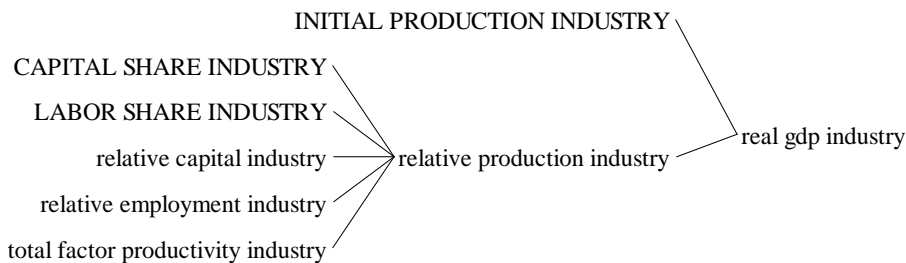 INITIAL PRODUCTION INDUSTRY
CAPITAL SHARE INDUSTRY
LABOR SHARE INDUSTRY
relative capital industry
relative employment industry
total factor productivity industry
relative production industry
real gdp industry